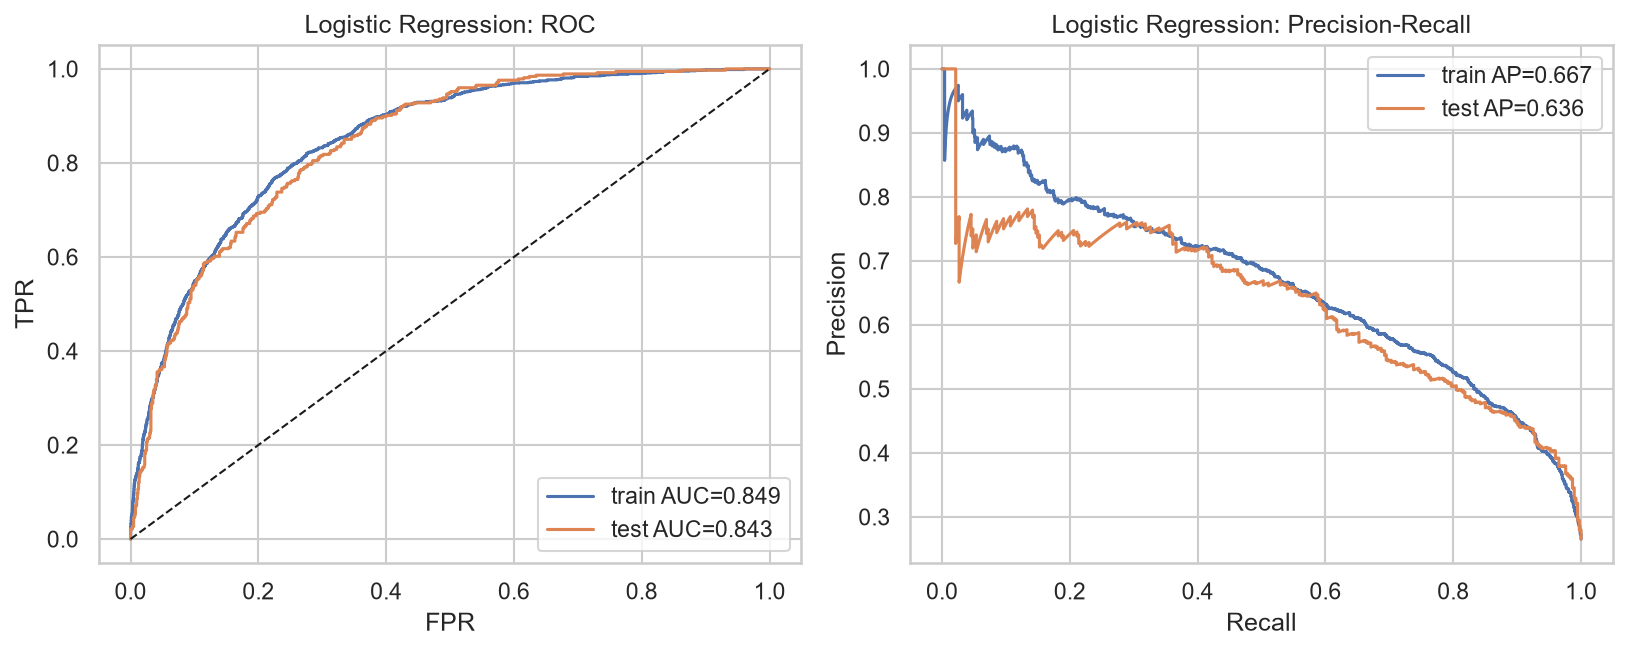 Logistic Regression: ROC
1.0
0.8
0.6
0.4
0.2
0.0
TPR
train AUC=0.849
test AUC=0.843
0.0 0.2 0.4 0.6 0.8 1.0
FPR
Logistic Regression: Precision-Recall
1.0
0.9
0.8
0.7
0.6
0.5
0.4
0.3
Precision
train AP=0.667
test AP=0.636
0.0 0.2 0.4 0.6 0.8 1.0
Recall